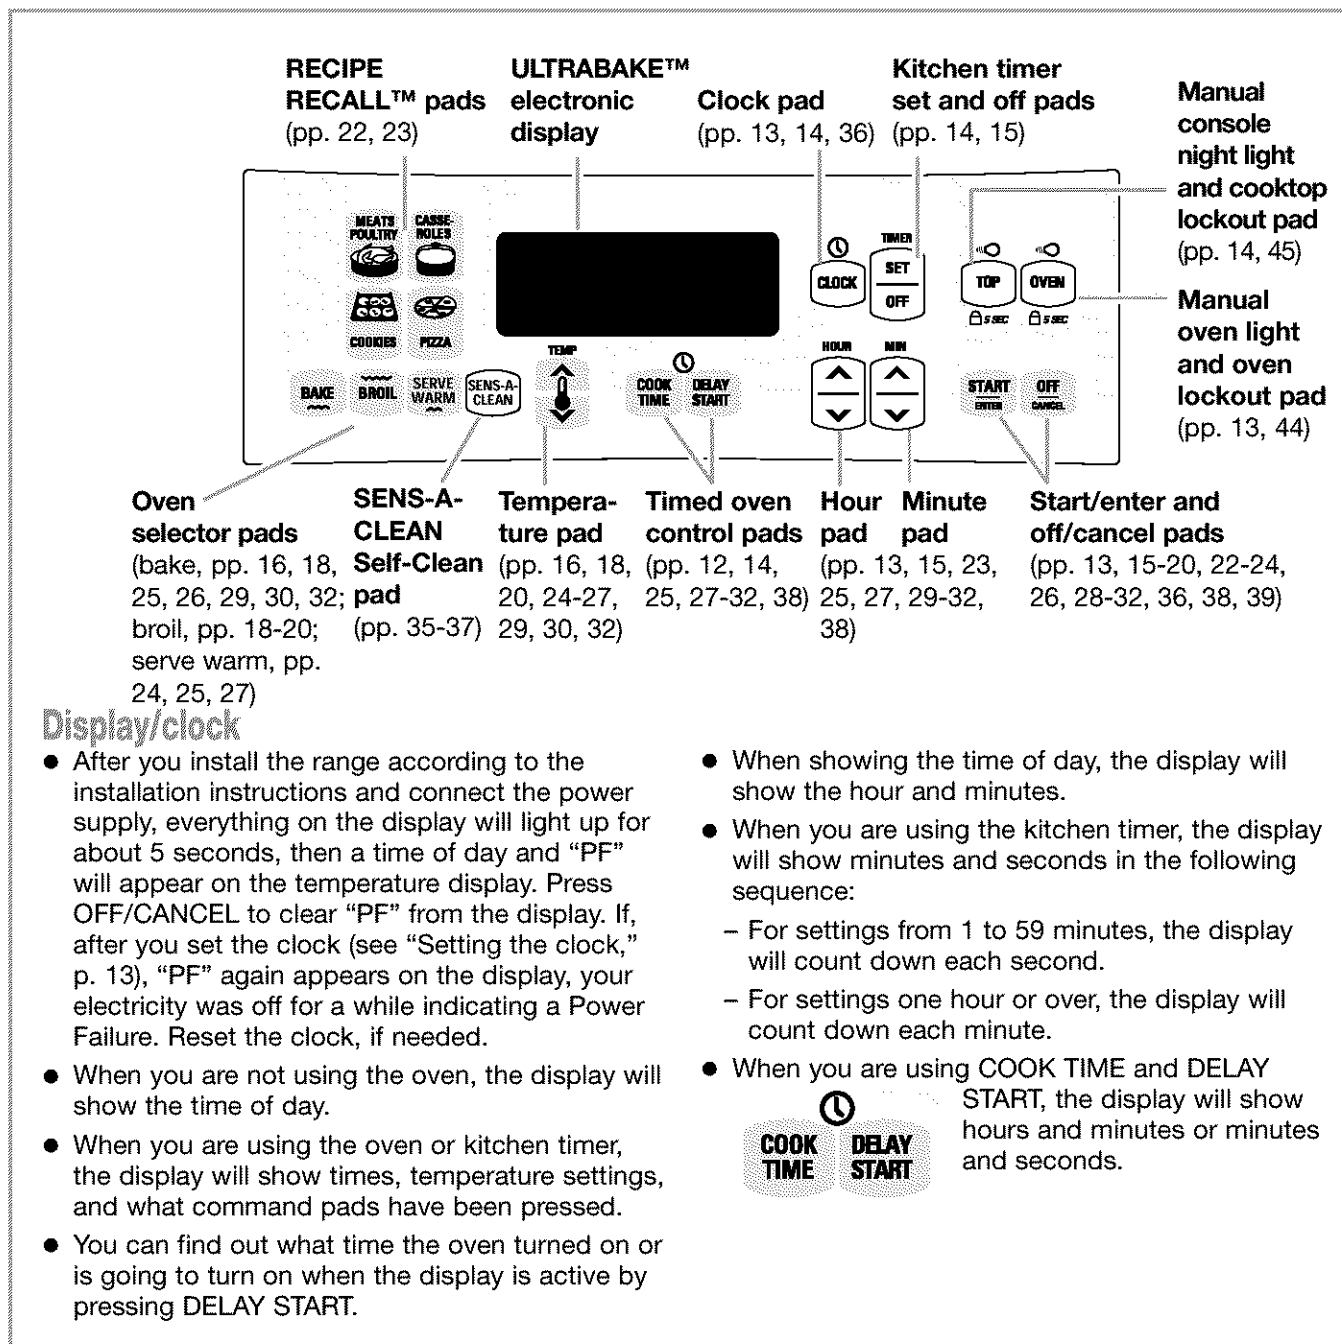 RECIPE
RECALL™ pads
(pp. 22, 23)
ULTRABAKE™
electronic
display
Clock pad
(pp. 13, 14, 36)
Kitchen timer
set and off pads
(pp. 14, 15)
Manual
console
night light
and cooktop
lockout pad
(pp. 14, 45)
Manual
oven light
and oven
lockout pad
(pp. 13, 44)
MEATS
POULTRY
CASSE-
ROLES
COOKIES
PIZZA
BAKE
BROIL
SERVE
WARM
SENS-A-
CLEAN
TEMP
COOK
TIME
DELAY
START
CLOCK
TIMER
SET
OFF
HOUR
MIN
TOP
5 SEC
OVEN
5 SEC
START
ENTER
OFF
CANCEL
Oven
selector pads
(bake, pp. 16, 18,
25, 26, 29, 30, 32;
broil, pp. 18-20;
serve warm, pp.
24, 25, 27)
SENS-A-
CLEAN
Self-Clean
pad
(pp. 35-37)
Tempera-
ture pad
(pp. 16, 18,
20, 24-27,
29, 30, 32)
Timed oven
control pads
(pp. 12, 14,
25, 27-32, 38)
Hour Minute
pad pad
(pp. 13, 15, 23,
25, 27, 29-32,
38)
Start/enter and
off/cancel pads
(pp. 13, 15-20, 22-24,
26, 28-32, 36, 38, 39)
Display/clock
● After you install the range according to the
installation instructions and connect the power
supply, everything on the display will light up for
about 5 seconds, then a time of day and “PF”
will appear on the temperature display. Press
OFF/CANCEL to clear “PF” from the display. If,
after you set the clock (see “Setting the clock,”
p. 13), “PF” again appears on the display, your
electricity was off for a while indicating a Power
Failure. Reset the clock, if needed.
● When you are not using the oven, the display will
show the time of day.
● When you are using the oven or kitchen timer,
the display will show times, temperature settings,
and what command pads have been pressed.
● You can find out what time the oven turned on or
is going to turn on when the display is active by
pressing DELAY START.
● When showing the time of day, the display will
show the hour and minutes.
● When you are using the kitchen timer, the display
will show minutes and seconds in the following
sequence:
– For settings from 1 to 59 minutes, the display
will count down each second.
– For settings one hour or over, the display will
count down each minute.
● When you are using COOK TIME and DELAY
START, the display will show
hours and minutes or minutes
and seconds.
COOK
TIME
DELAY
START